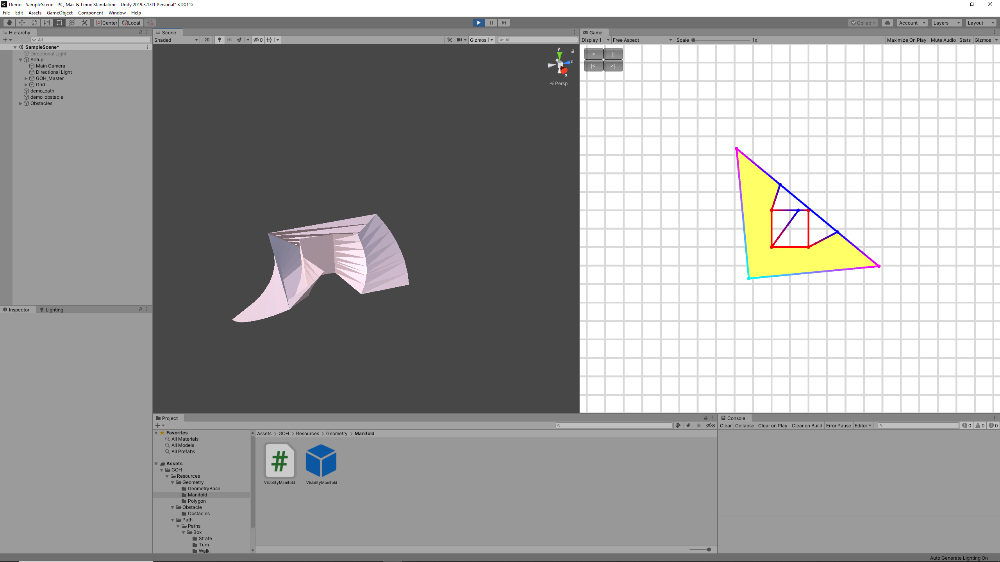 Demo - SampleScene - PC, Mac & Linux Standalone - Unity 2019.3.13f1 Personal* <DX11>
File Edit Assets GameObject Component Window Help
Center Local Collab Account Layers Layout
Hierarchy
All
SampleScene*
Directional Light
Setup
Main Camera
Directional Light
GOH_Master
Grid
demo_path
demo_obstacle
Obstacles
Scene
Shaded 2D 0 Gizmos All
y
z
x
Persp
Game
Display 1 Free Aspect Scale 1x Maximize On Play Mute Audio Stats Gizmos
> ||
|< >|
Inspector Lighting
Project
8
Favorites
All Materials
All Models
All Prefabs
Assets
GOH
Resources
Geometry
GeometryBase
Manifold
Polygon
Obstacle
Obstacles
Path
Paths
Box
Strafe
Turn
Walk
Assets > GOH > Resources > Geometry > Manifold
#
VisibilityManifold VisibilityManifold
Console
Clear Collapse Clear on Play Clear on Build Error Pause Editor 0 0 0
Auto Generate Lighting On